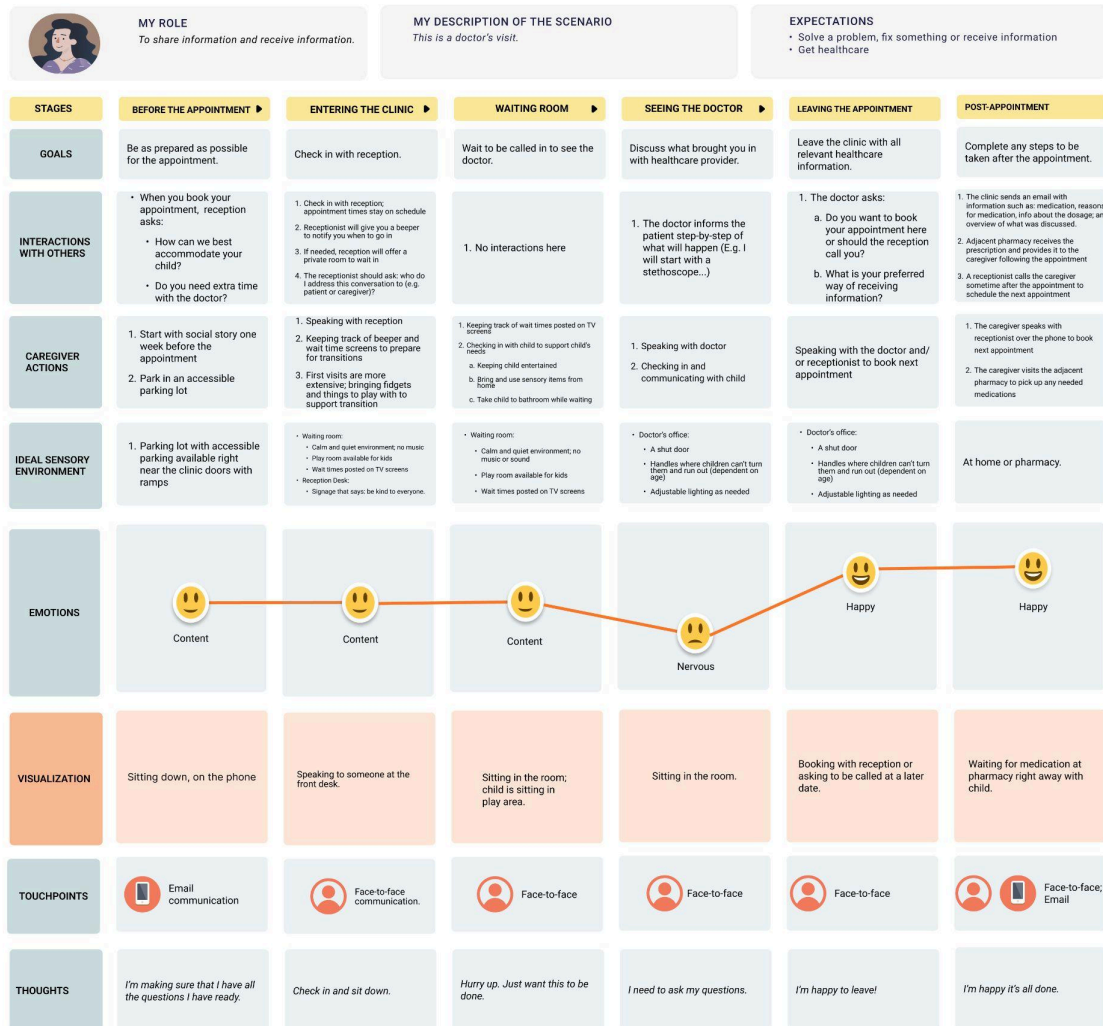 MY ROLE
To share information and receive information.
MY DESCRIPTION OF THE SCENARIO
This is a doctor's visit.
EXPECTATIONS
• Solve a problem, fix something or receive information
• Get healthcare
STAGES
BEFORE THE APPOINTMENT
ENTERING THE CLINIC
WAITING ROOM
SEEING THE DOCTOR
LEAVING THE APPOINTMENT
POST-APPOINTMENT
GOALS
Be as prepared as possible
for the appointment.
Check in with reception.
Wait to be called in to see the
doctor.
Discuss what brought you in
with healthcare provider.
Leave the clinic with all
relevant healthcare
information.
Complete any steps to be
taken after the appointment.
INTERACTIONS
WITH OTHERS
• When you book your
appointment, reception
asks:
• How can we best
accommodate your
child?
• Do you need extra time
with the doctor?
1. Check in with reception;
appointment times stay on schedule
2. Receptionist will give you a beeper
to notify you when to go in
3. If needed, reception will offer a
private room to wait in
4. The receptionist should ask: who do
I address this conversation to (e.g.
patient or caregiver)?
1. No interactions here
1. The doctor informs the
patient step-by-step of
what will happen (E.g. I
will start with a
stethoscope...)
1. The doctor asks:
a. Do you want to book
your appointment here
or should the reception
call you?
b. What is your preferred
way of receiving
information?
1. The clinic sends an email with
information such as: medication, reasons
for medication, info about the dosage; an
overview of what was discussed.
2. Adjacent pharmacy receives the
prescription and provides it to the
caregiver following the appointment
3. A receptionist calls the caregiver
sometime after the appointment to
schedule the next appointment
CAREGIVER
ACTIONS
1. Start with social story one
week before the
appointment
2. Park in an accessible
parking lot
1. Speaking with reception
2. Keeping track of beeper and
wait time screens to prepare
for transitions
3. First visits are more
extensive; bringing fidgets
and things to play with to
support transition
1. Keeping track of wait times posted on TV
screens
2. Checking in with child to support child's
needs
a. Keeping child entertained
b. Bring and use sensory items from
home
c. Take child to bathroom while waiting
1. Speaking with doctor
2. Checking in and
communicating with child
Speaking with the doctor and/
or receptionist to book next
appointment
1. The caregiver speaks with
receptionist over the phone to book
next appointment
2. The caregiver visits the adjacent
pharmacy to pick up any needed
medications
IDEAL SENSORY
ENVIRONMENT
1. Parking lot with accessible
parking available right
near the clinic doors with
ramps
• Waiting room:
• Calm and quiet environment; no music
• Play room available for kids
• Wait times posted on TV screens
• Reception Desk:
• Signage that says: be kind to everyone.
• Waiting room:
• Calm and quiet environment; no
music or sound
• Play room available for kids
• Wait times posted on TV screens
• Doctor's office:
• A shut door
• Handles where children can't turn
them and run out (dependent on
age)
• Adjustable lighting as needed
• Doctor's office:
• A shut door
• Handles where children can't turn
them and run out (dependent on
age)
• Adjustable lighting as needed
At home or pharmacy.
EMOTIONS
Content
Content
Content
Nervous
Happy
Happy
VISUALIZATION
Sitting down, on the phone
Speaking to someone at the
front desk.
Sitting in the room;
child is sitting in
play area.
Sitting in the room.
Booking with reception or
asking to be called at a later
date.
Waiting for medication at
pharmacy right away with
child.
TOUCHPOINTS
Email
communication
Face-to-face
communication.
Face-to-face
Face-to-face
Face-to-face
Face-to-face;
Email
THOUGHTS
I'm making sure that I have all
the questions I have ready.
Check in and sit down.
Hurry up. Just want this to be
done.
I need to ask my questions.
I'm happy to leave!
I'm happy it's all done.